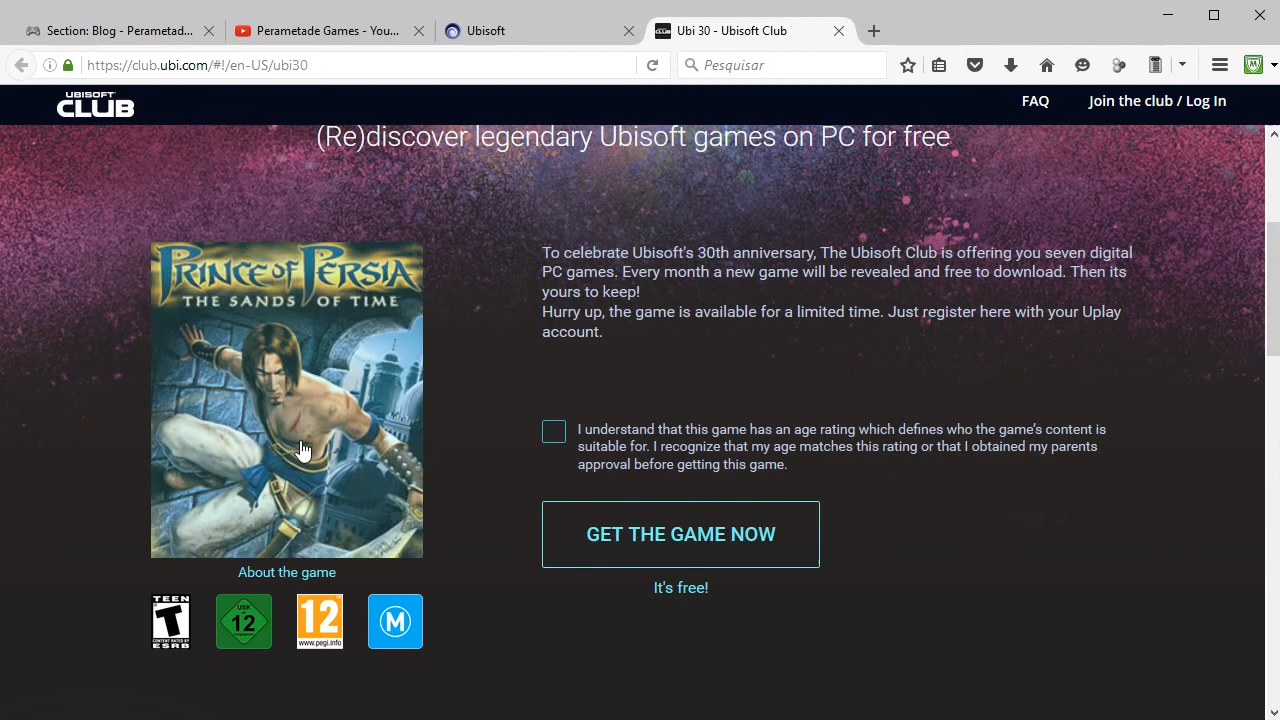 Section: Blog - Perametad...
Perametade Games - You...
Ubisoft
Ubi 30 - Ubisoft Club
https://club.ubi.com/#!/en-US/ubi30
Pesquisar
UBISOFT
CLUB
FAQ
Join the club / Log In
(Re)discover legendary Ubisoft games on PC for free
PRINCE OF PERSIA
THE SANDS OF TIME
To celebrate Ubisoft's 30th anniversary, The Ubisoft Club is offering you seven digital
PC games. Every month a new game will be revealed and free to download. Then its
yours to keep!
Hurry up, the game is available for a limited time. Just register here with your Uplay
account.
I understand that this game has an age rating which defines who the game's content is
suitable for. I recognize that my age matches this rating or that I obtained my parents
approval before getting this game.
GET THE GAME NOW
It's free!
About the game
TEEN
T
CONTENT RATED BY
ESRB
USK
12
12
www.pegi.info
M